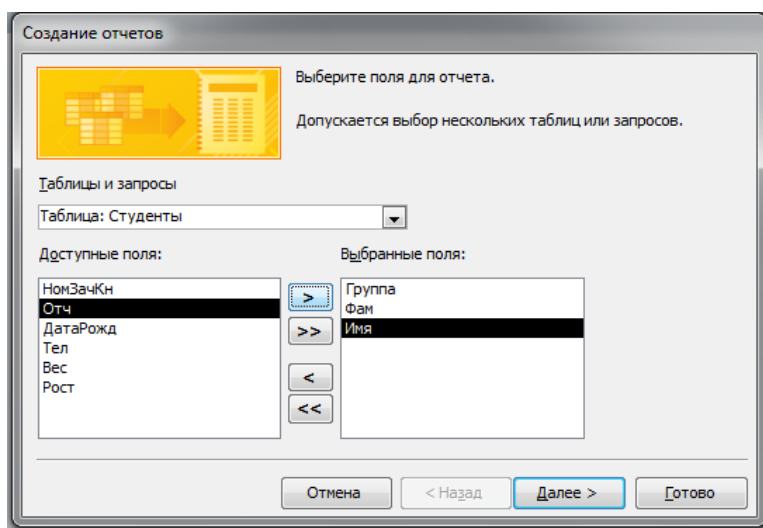 Создание отчетов
Выберите поля для отчета.
Допускается выбор нескольких таблиц или запросов.
Таблицы и запросы
Таблица: Студенты
Доступные поля:
Выбранные поля:
НомЗачКн
Отч
ДатаРожд
Тел
Вес
Рост
>
>>
<
<<
Группа
Фам
Имя
Отмена
< Назад
Далее >
Готово